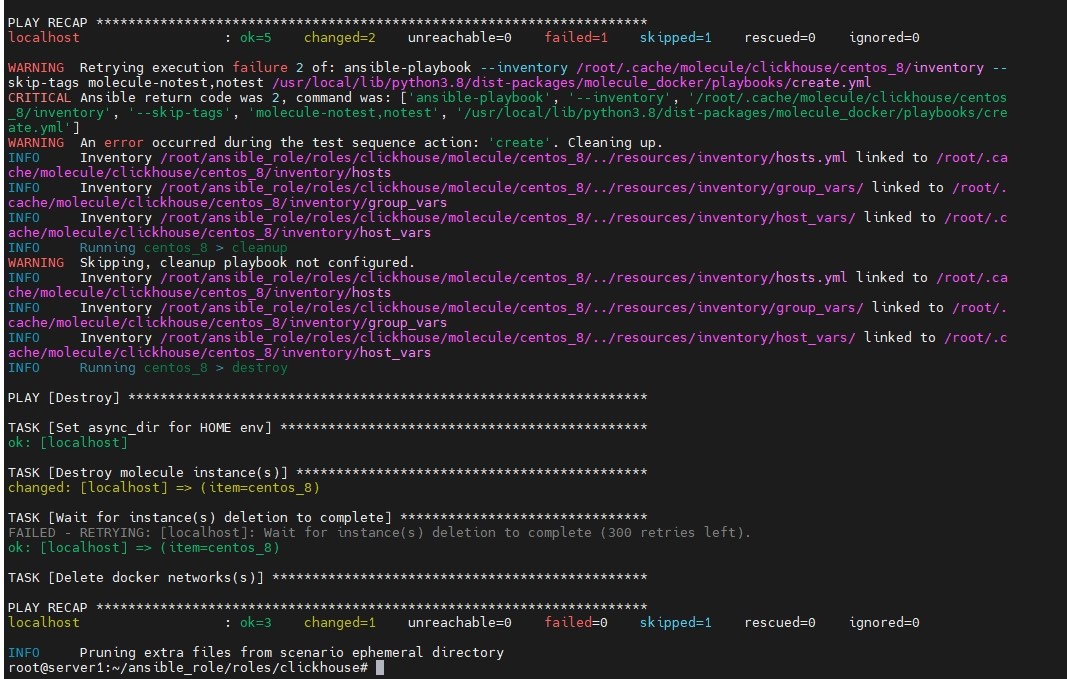 PLAY RECAP *********************************************************************
localhost                  : ok=5    changed=2    unreachable=0    failed=1    skipped=1    rescued=0    ignored=0
WARNING  Retrying execution failure 2 of: ansible-playbook --inventory /root/.cache/molecule/clickhouse/centos_8/inventory --
skip-tags molecule-notest,notest /usr/local/lib/python3.8/dist-packages/molecule_docker/playbooks/create.yml
CRITICAL Ansible return code was 2, command was: ['ansible-playbook', '--inventory', '/root/.cache/molecule/clickhouse/centos
_8/inventory', '--skip-tags', 'molecule-notest,notest', '/usr/local/lib/python3.8/dist-packages/molecule_docker/playbooks/cre
ate.yml']
WARNING  An error occurred during the test sequence action: 'create'. Cleaning up.
INFO     Inventory /root/ansible_role/roles/clickhouse/molecule/centos_8/../resources/inventory/hosts.yml linked to /root/.ca
che/molecule/clickhouse/centos_8/inventory/hosts
INFO     Inventory /root/ansible_role/roles/clickhouse/molecule/centos_8/../resources/inventory/group_vars/ linked to /root/.
cache/molecule/clickhouse/centos_8/inventory/group_vars
INFO     Inventory /root/ansible_role/roles/clickhouse/molecule/centos_8/../resources/inventory/host_vars/ linked to /root/.c
ache/molecule/clickhouse/centos_8/inventory/host_vars
INFO     Running centos_8 > cleanup
WARNING  Skipping, cleanup playbook not configured.
INFO     Inventory /root/ansible_role/roles/clickhouse/molecule/centos_8/../resources/inventory/hosts.yml linked to /root/.ca
che/molecule/clickhouse/centos_8/inventory/hosts
INFO     Inventory /root/ansible_role/roles/clickhouse/molecule/centos_8/../resources/inventory/group_vars/ linked to /root/.
cache/molecule/clickhouse/centos_8/inventory/group_vars
INFO     Inventory /root/ansible_role/roles/clickhouse/molecule/centos_8/../resources/inventory/host_vars/ linked to /root/.c
ache/molecule/clickhouse/centos_8/inventory/host_vars
INFO     Running centos_8 > destroy
PLAY [Destroy] *****************************************************************
TASK [Set async_dir for HOME env] **********************************************
ok: [localhost]
TASK [Destroy molecule instance(s)] ********************************************
changed: [localhost] => (item=centos_8)
TASK [Wait for instance(s) deletion to complete] *******************************
FAILED - RETRYING: [localhost]: Wait for instance(s) deletion to complete (300 retries left).
ok: [localhost] => (item=centos_8)
TASK [Delete docker networks(s)] ***********************************************
PLAY RECAP *********************************************************************
localhost                  : ok=3    changed=1    unreachable=0    failed=0    skipped=1    rescued=0    ignored=0
INFO     Pruning extra files from scenario ephemeral directory
root@server1:~/ansible_role/roles/clickhouse#